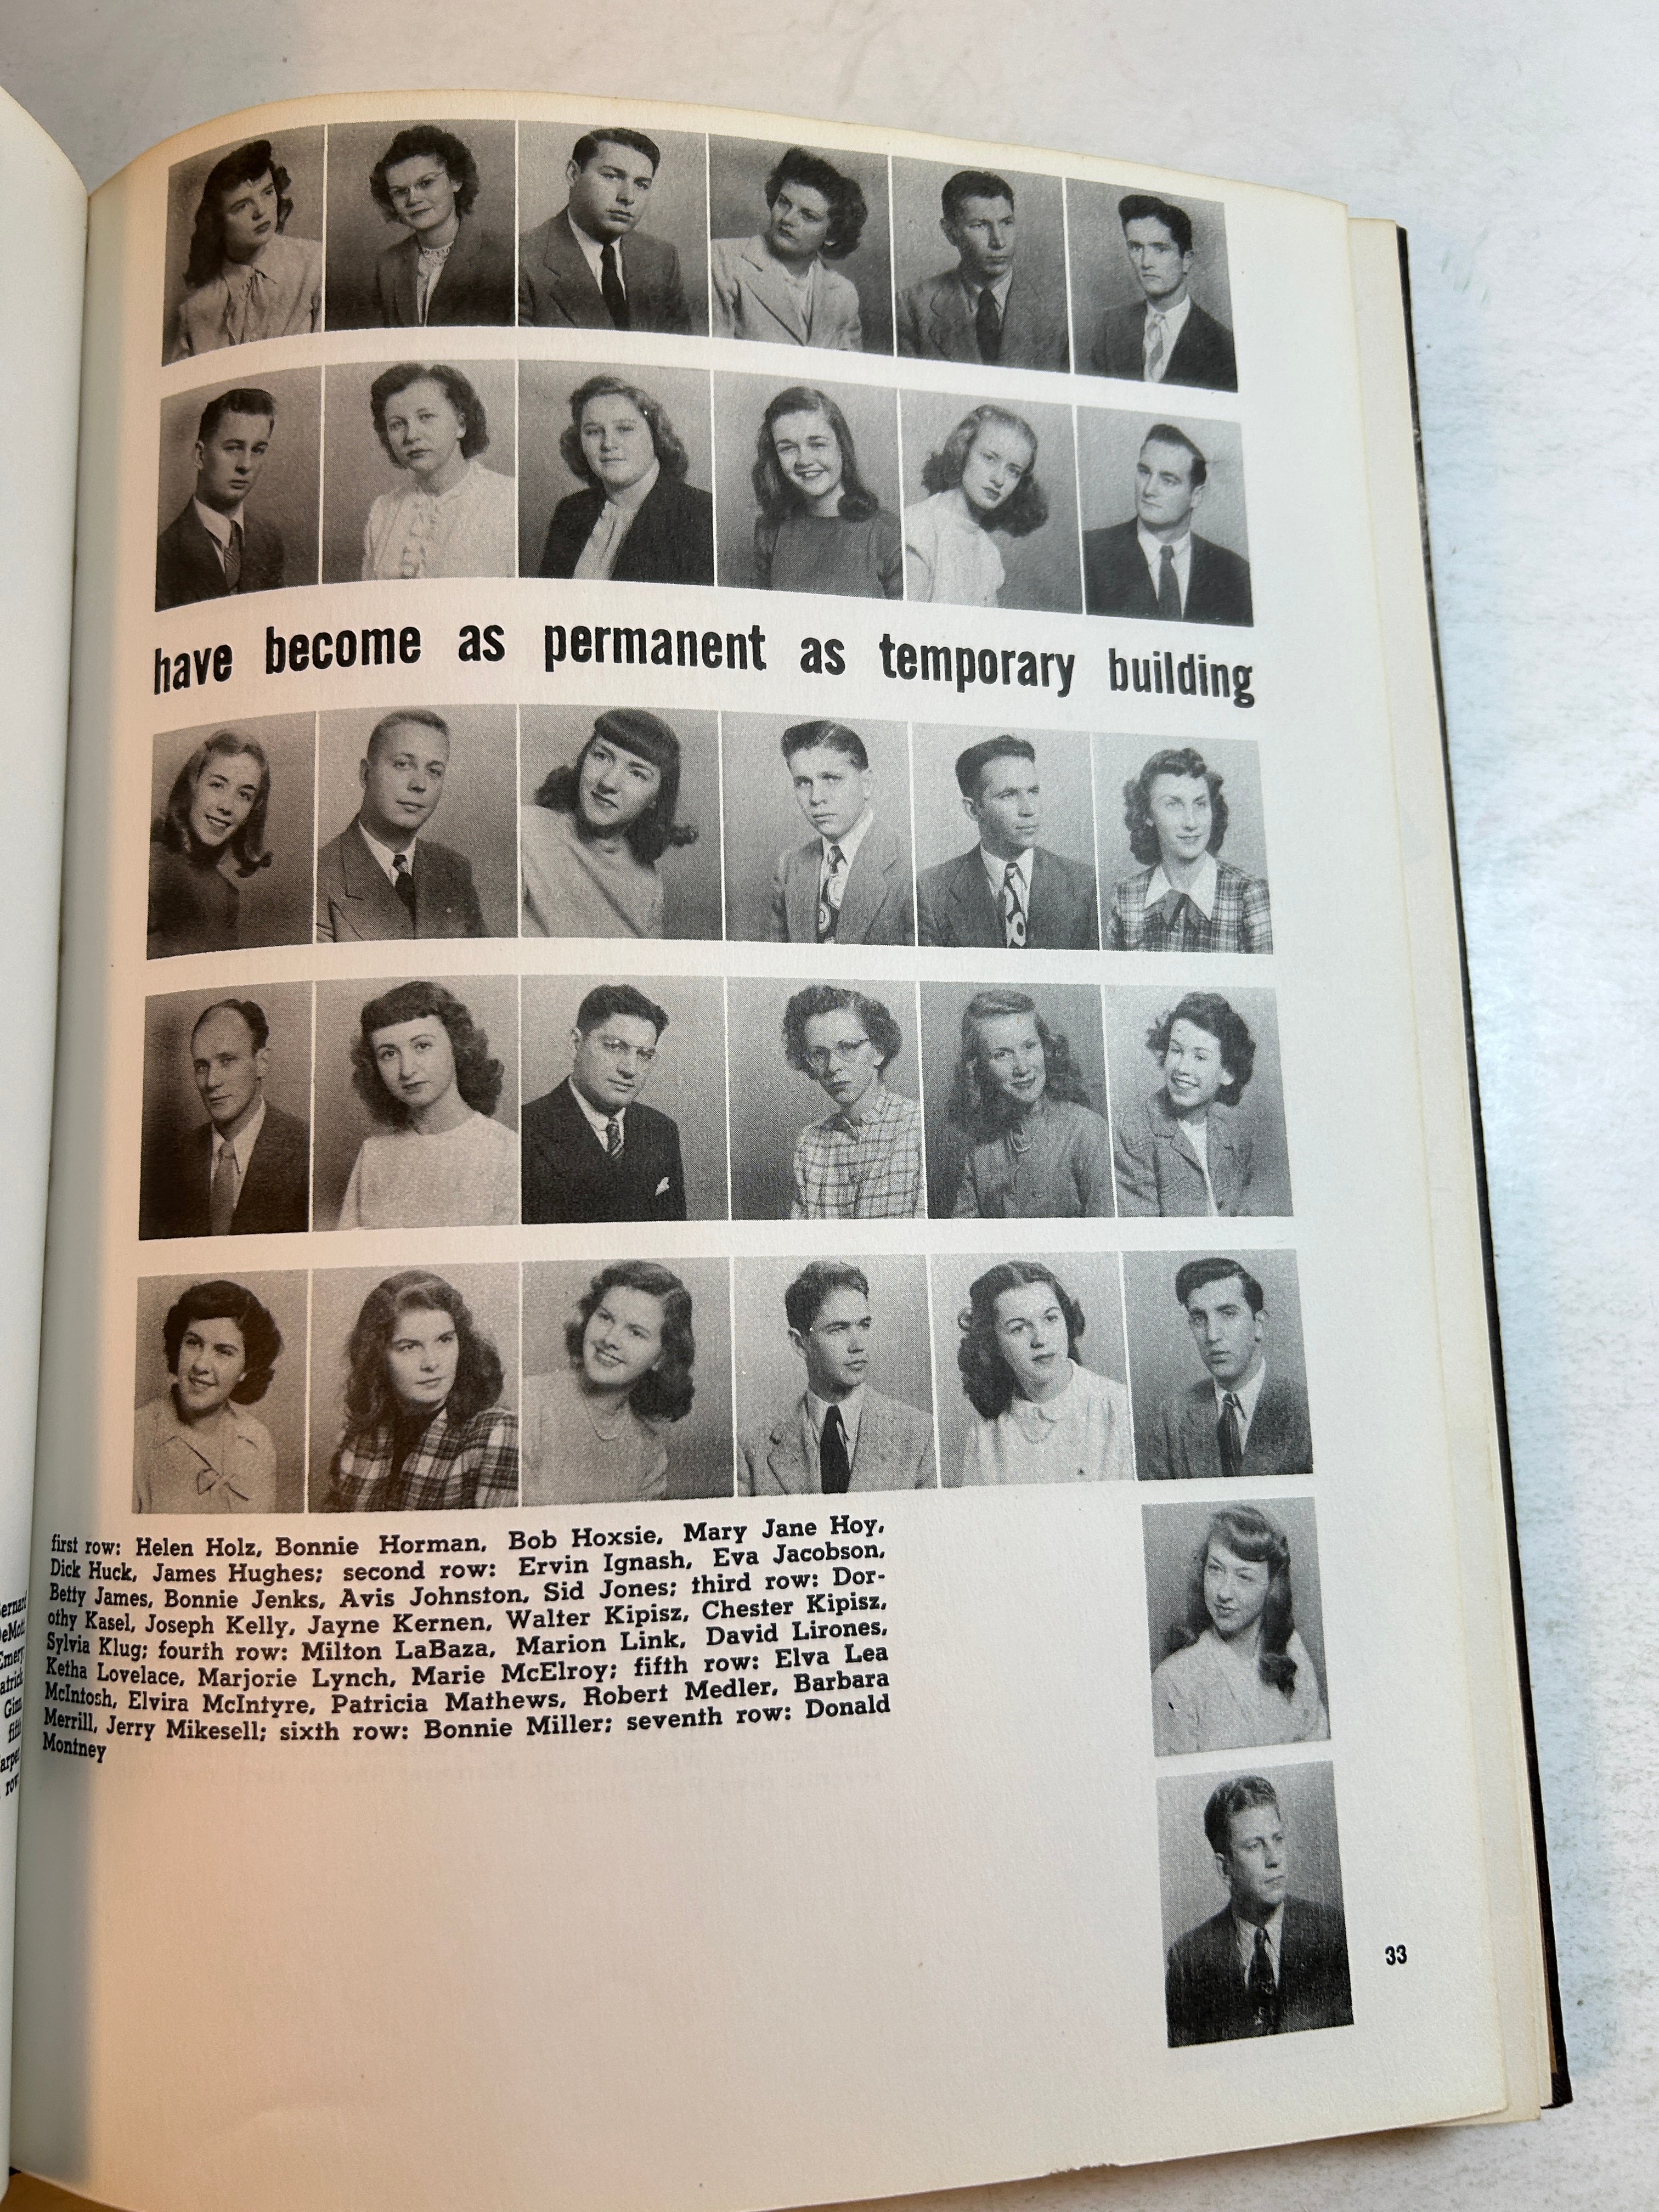 have become as permanent as temporary building
first row: Helen Holz, Bonnie Horman, Bob Hoxsie, Mary Jane Hoy,
Dick Huck, James Hughes; second row: Ervin Ignash, Eva Jacobson,
Betty James, Bonnie Jenks, Avis Johnston, Sid Jones; third row: Dor-
othy Kasel, Joseph Kelly, Jayne Kernen, Walter Kipisz, Chester Kipisz,
Sylvia Klug; fourth row: Milton LaBaza, Marion Link, David Lirones,
Ketha Lovelace, Marjorie Lynch, Marie McElroy; fifth row: Elva Lea
McIntosh, Elvira McIntyre, Patricia Mathews, Robert Medler, Barbara
Merrill, Jerry Mikesell; sixth row: Bonnie Miller; seventh row: Donald
Montney
33